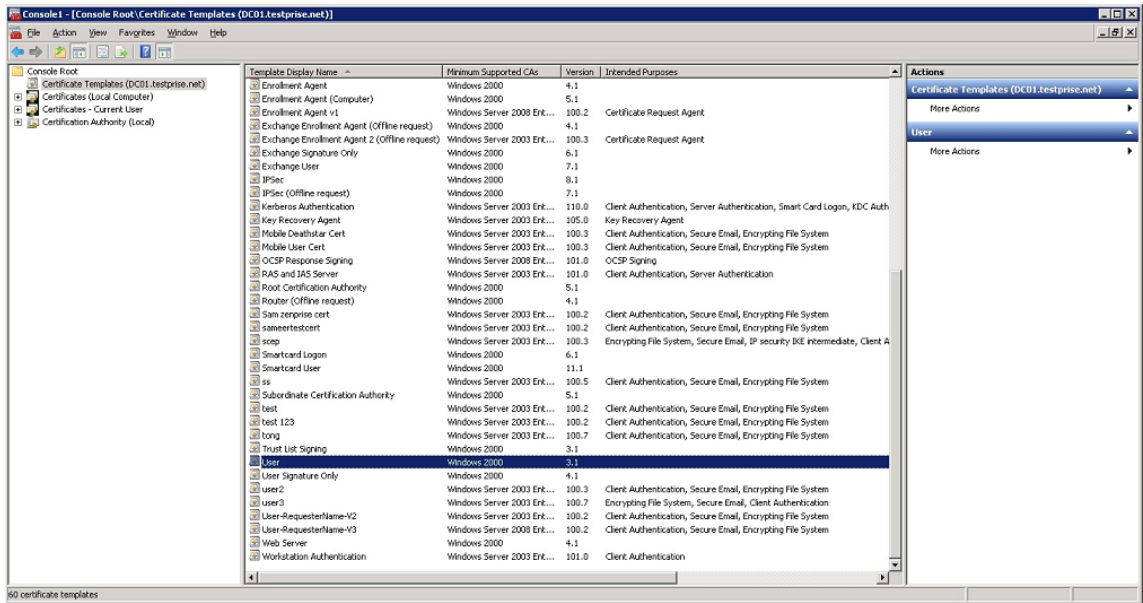 Console1 - [Console Root\Certificate Templates (DC01.testprise.net)]
File Action View Favorites Window Help
Console Root
Certificate Templates (DC01.testprise.net)
Certificates (Local Computer)
Certificates - Current User
Certification Authority (Local)
Template Display Name Minimum Supported CAs Version Intended Purposes
Enrollment Agent Windows 2000 4.1
Enrollment Agent (Computer) Windows 2000 5.1
Enrollment Agent v1 Windows Server 2008 Ent... 100.2 Certificate Request Agent
Exchange Enrollment Agent (Offline request) Windows 2000 4.1
Exchange Enrollment Agent 2 (Offline request) Windows Server 2003 Ent... 100.3 Certificate Request Agent
Exchange Signature Only Windows 2000 6.1
Exchange User Windows 2000 7.1
IPSec Windows 2000 8.1
IPSec (Offline request) Windows 2000 7.1
Kerberos Authentication Windows Server 2003 Ent... 110.0 Client Authentication, Server Authentication, Smart Card Logon, KDC Auth
Key Recovery Agent Windows Server 2003 Ent... 105.0 Key Recovery Agent
Mobile Deathstar Cert Windows Server 2003 Ent... 100.3 Client Authentication, Secure Email, Encrypting File System
Mobile User Cert Windows Server 2003 Ent... 100.3 Client Authentication, Secure Email, Encrypting File System
OCSP Response Signing Windows Server 2008 Ent... 101.0 OCSP Signing
RAS and IAS Server Windows Server 2003 Ent... 101.0 Client Authentication, Server Authentication
Root Certification Authority Windows 2000 5.1
Router (Offline request) Windows 2000 4.1
Sam zenprise cert Windows Server 2003 Ent... 100.2 Client Authentication, Secure Email, Encrypting File System
sameertestcert Windows Server 2003 Ent... 100.2 Client Authentication, Secure Email, Encrypting File System
scep Windows Server 2003 Ent... 100.3 Encrypting File System, Secure Email, IP security IKE intermediate, Client A
Smartcard Logon Windows 2000 6.1
Smartcard User Windows 2000 11.1
ss Windows Server 2003 Ent... 100.5 Client Authentication, Secure Email, Encrypting File System
Subordinate Certification Authority Windows 2000 5.1
test Windows Server 2003 Ent... 100.2 Client Authentication, Secure Email, Encrypting File System
test 123 Windows Server 2003 Ent... 100.2 Client Authentication, Secure Email, Encrypting File System
tong Windows Server 2003 Ent... 100.7 Client Authentication, Secure Email, Encrypting File System
Trust List Signing Windows 2000 3.1
User Windows 2000 3.1
User Signature Only Windows 2000 4.1
user2 Windows Server 2003 Ent... 100.3 Client Authentication, Secure Email, Encrypting File System
user3 Windows Server 2003 Ent... 100.7 Encrypting File System, Secure Email, Client Authentication
User-RequesterName-V2 Windows Server 2003 Ent... 100.2 Client Authentication, Secure Email, Encrypting File System
User-RequesterName-V3 Windows Server 2008 Ent... 100.2 Client Authentication, Secure Email, Encrypting File System
Web Server Windows 2000 4.1
Workstation Authentication Windows Server 2003 Ent... 101.0 Client Authentication
Actions
Certificate Templates (DC01.testprise.net)
More Actions
User
More Actions
60 certificate templates